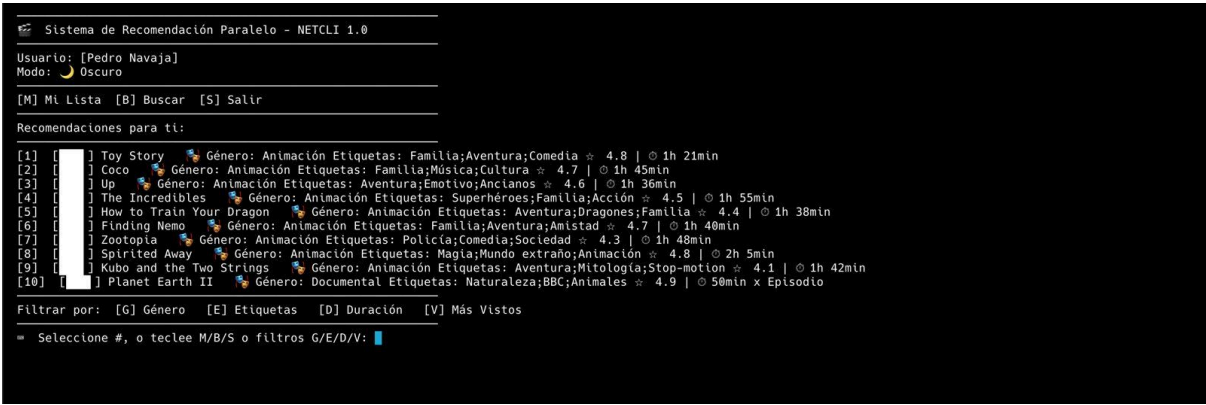 Sistema de Recomendación Paralelo - NETCLI 1.0
Usuario: [Pedro Navaja]
Modo: 🌙 Oscuro
[M] Mi Lista [B] Buscar [S] Salir
Recomendaciones para ti:
[1] [ ] Toy Story 🎭 Género: Animación Etiquetas: Familia;Aventura;Comedia ☆ 4.8 | ⏱ 1h 21min
[2] [ ] Coco 🎭 Género: Animación Etiquetas: Familia;Música;Cultura ☆ 4.7 | ⏱ 1h 45min
[3] [ ] Up 🎭 Género: Animación Etiquetas: Aventura;Emotivo;Ancianos ☆ 4.6 | ⏱ 1h 36min
[4] [ ] The Incredibles 🎭 Género: Animación Etiquetas: Superhéroes;Familia;Acción ☆ 4.5 | ⏱ 1h 55min
[5] [ ] How to Train Your Dragon 🎭 Género: Animación Etiquetas: Aventura;Dragones;Familia ☆ 4.4 | ⏱ 1h 38min
[6] [ ] Finding Nemo 🎭 Género: Animación Etiquetas: Familia;Aventura;Amistad ☆ 4.7 | ⏱ 1h 40min
[7] [ ] Zootopia 🎭 Género: Animación Etiquetas: Policía;Comedia;Sociedad ☆ 4.3 | ⏱ 1h 48min
[8] [ ] Spirited Away 🎭 Género: Animación Etiquetas: Magia;Mundo extraño;Animación ☆ 4.8 | ⏱ 2h 5min
[9] [ ] Kubo and the Two Strings 🎭 Género: Animación Etiquetas: Aventura;Mitología;Stop-motion ☆ 4.1 | ⏱ 1h 42min
[10] [ ] Planet Earth II 🎭 Género: Documental Etiquetas: Naturaleza;BBC;Animales ☆ 4.9 | ⏱ 50min x Episodio
Filtrar por: [G] Género [E] Etiquetas [D] Duración [V] Más Vistos
Seleccione #, o teclee M/B/S o filtros G/E/D/V: